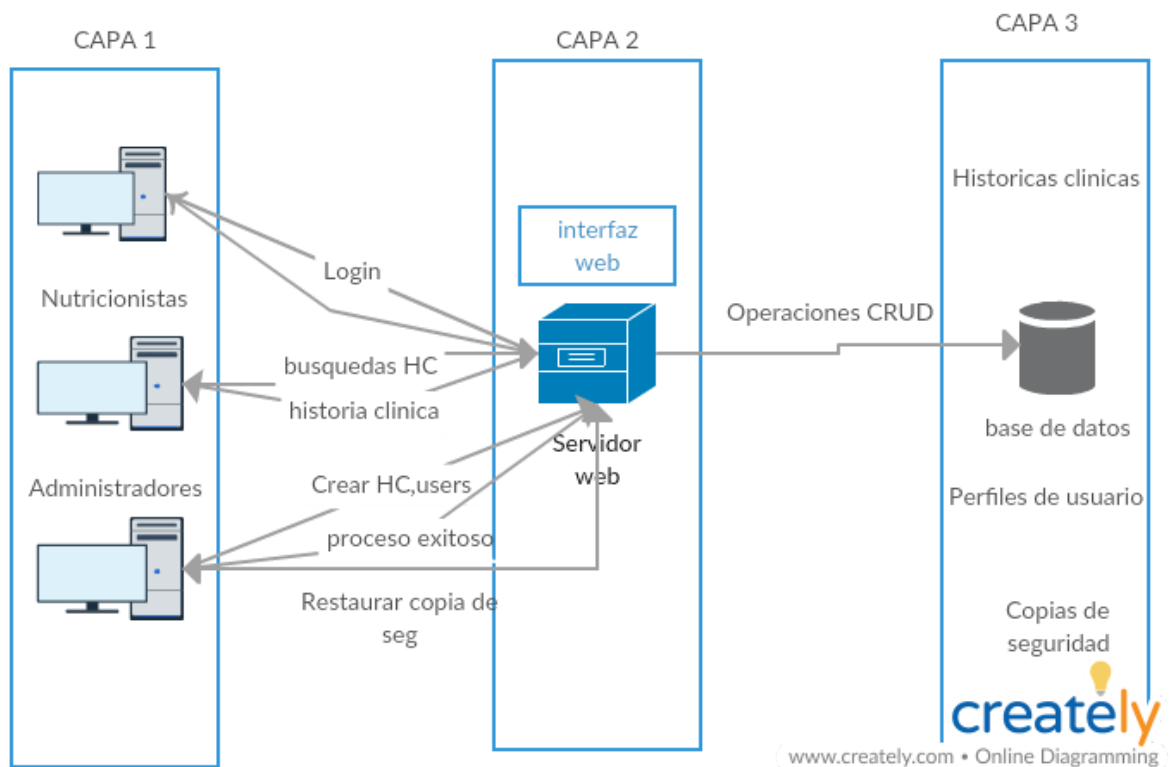 CAPA 1
CAPA 2
CAPA 3
Historicas clinicas
interfaz
web
Login
Nutricionistas
Operaciones CRUD
busquedas HC
historia clinica
base de datos
Servidor
web
Administradores
Crear HC,users
Perfiles de usuario
proceso exitoso
Restaurar copia de
seg
Copias de
seguridad
creately
www.creately.com • Online Diagramming